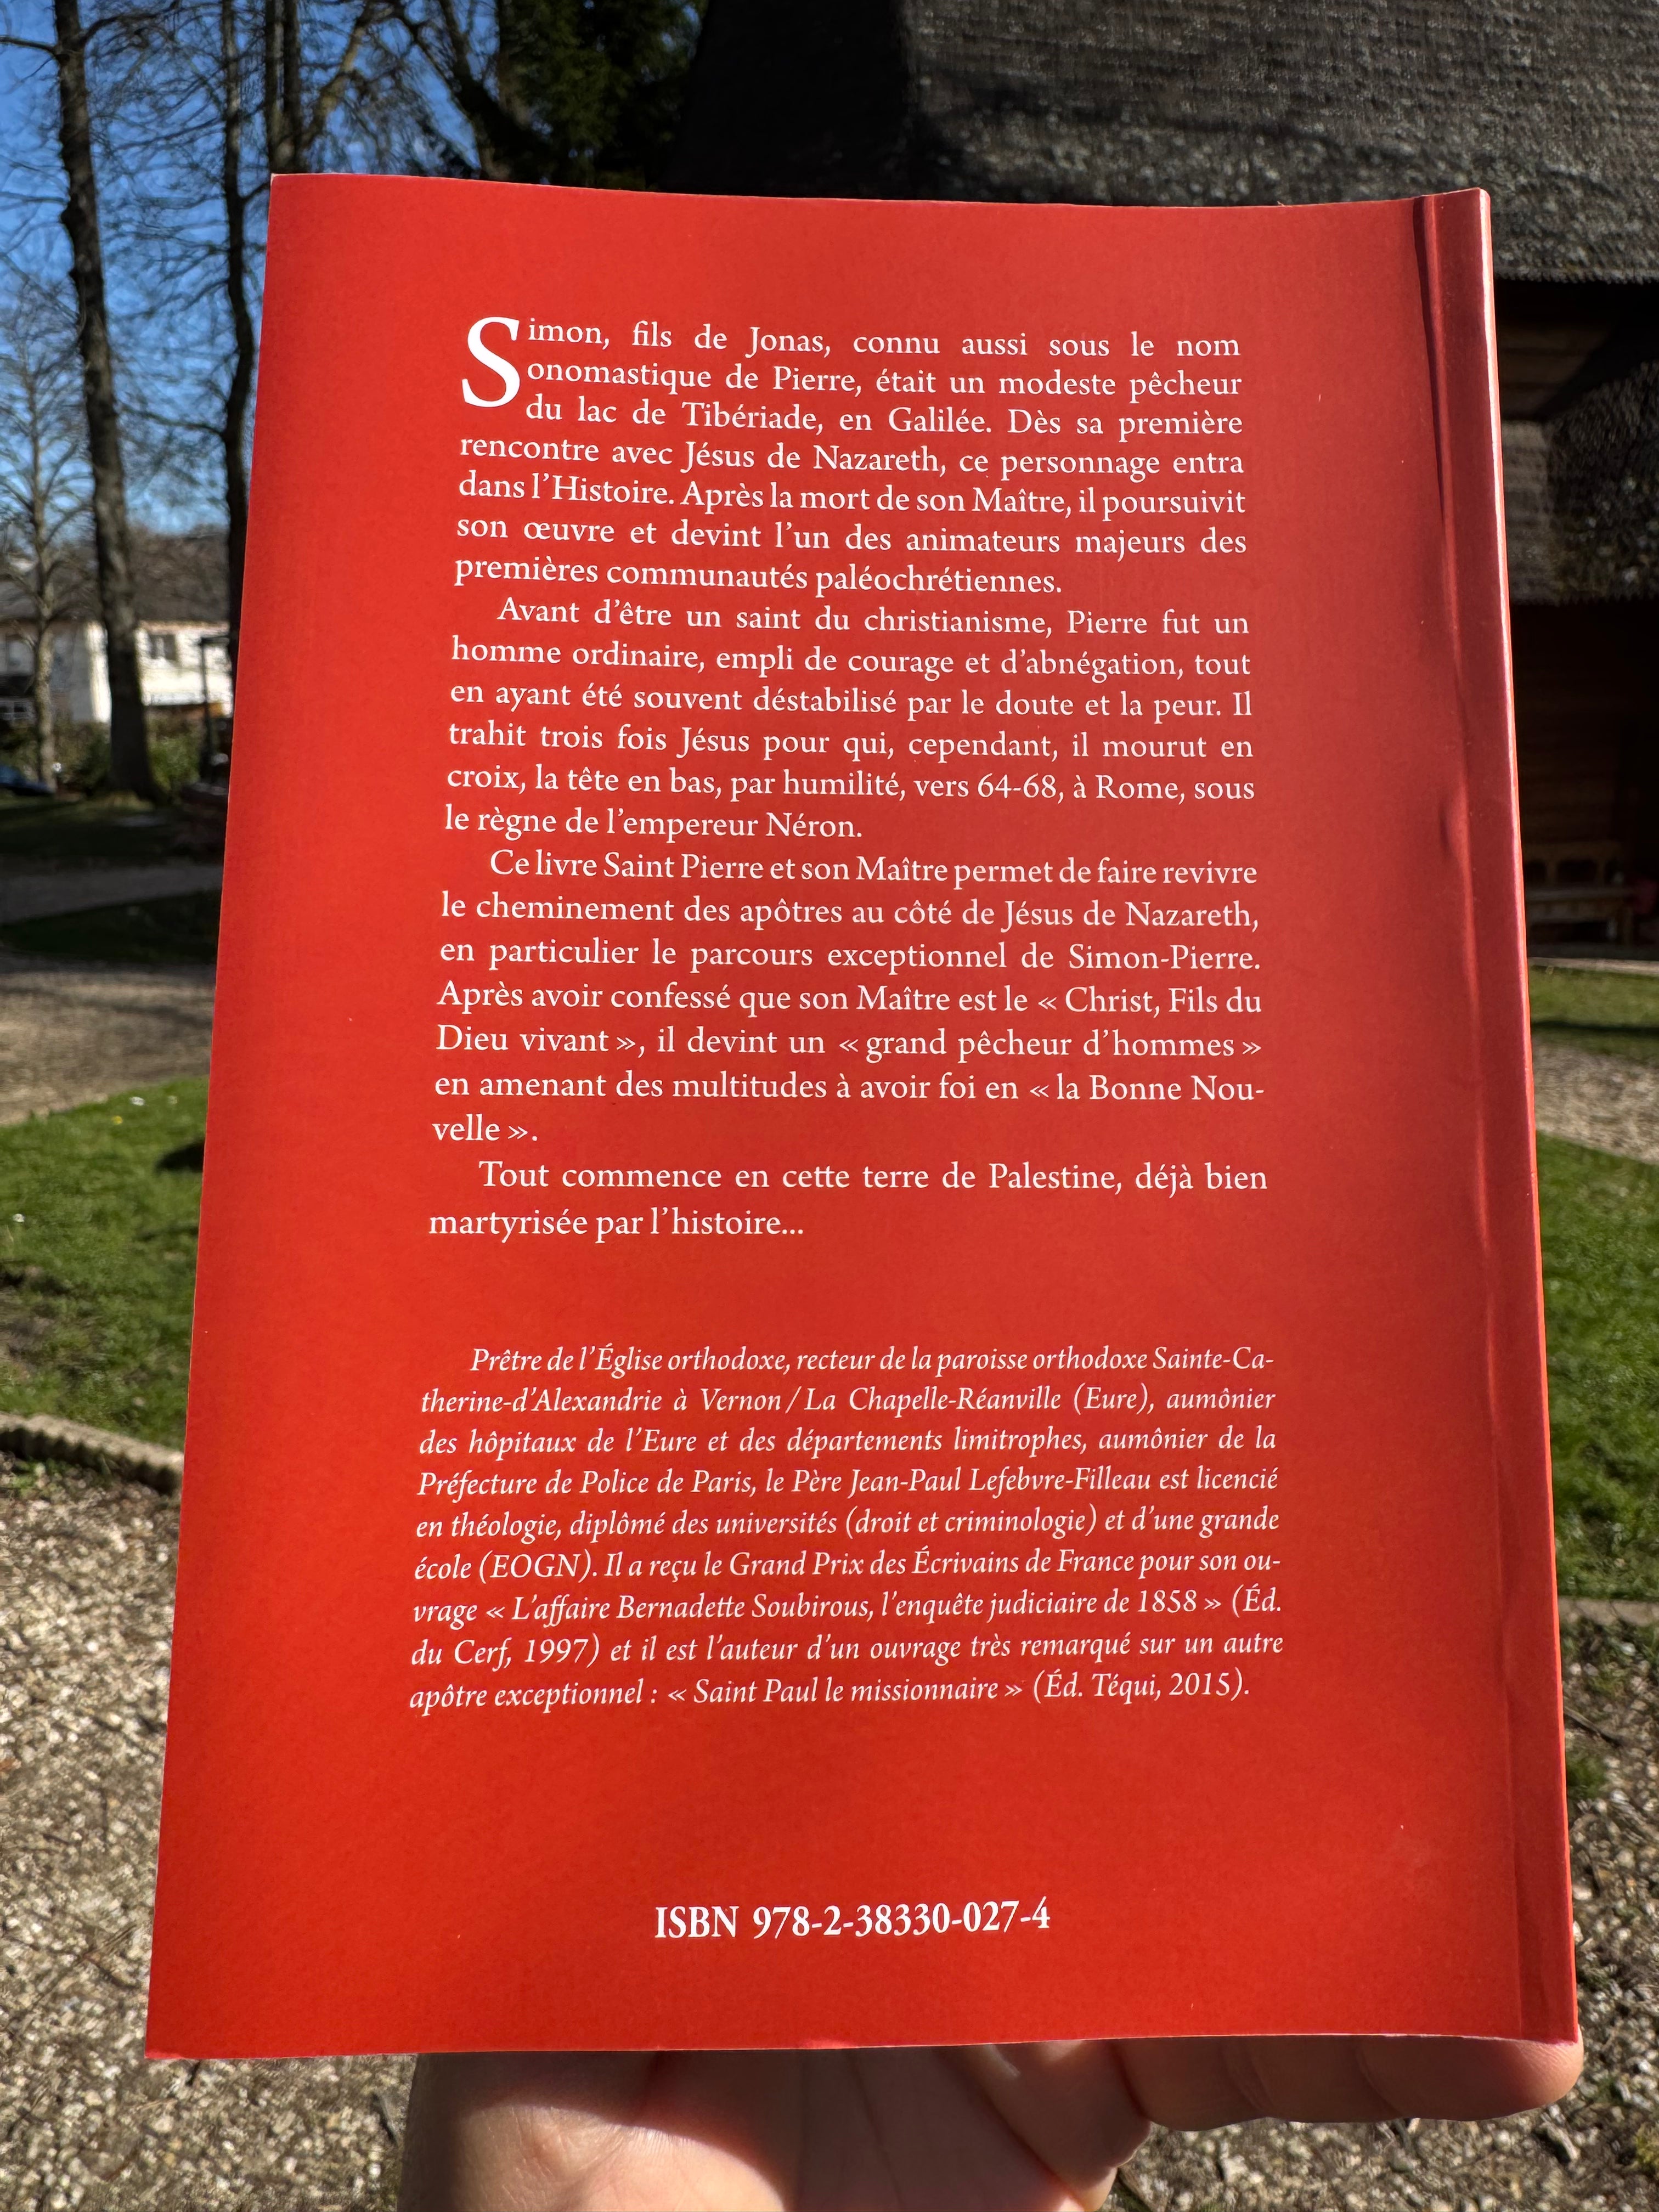 Simon, fils de Jonas, connu aussi sous le nom
onomastique de Pierre, était un modeste pêcheur
du lac de Tibériade, en Galilée. Dès sa première
rencontre avec Jésus de Nazareth, ce personnage entra
dans l'Histoire. Après la mort de son Maître, il poursuivit
son œuvre et devint l'un des animateurs majeurs des
premières communautés paléochrétiennes.
Avant d'être un saint du christianisme, Pierre fut un
homme ordinaire, empli de courage et d'abnégation, tout
en ayant été souvent déstabilisé par le doute et la peur. Il
trahit trois fois Jésus pour qui, cependant, il mourut en
croix, la tête en bas, par humilité, vers 64-68, à Rome, sous
le règne de l'empereur Néron.
Ce livre Saint Pierre et son Maître permet de faire revivre
le cheminement des apôtres au côté de Jésus de Nazareth,
en particulier le parcours exceptionnel de Simon-Pierre.
Après avoir confessé que son Maître est le « Christ, Fils du
Dieu vivant », il devint un « grand pêcheur d'hommes »
en amenant des multitudes à avoir foi en « la Bonne Nou-
velle ».
Tout commence en cette terre de Palestine, déjà bien
martyrisée par l'histoire...
Prêtre de l'Église orthodoxe, recteur de la paroisse orthodoxe Sainte-Ca-
therine-d'Alexandrie à Vernon / La Chapelle-Réanville (Eure), aumônier
des hôpitaux de l'Eure et des départements limitrophes, aumônier de la
Préfecture de Police de Paris, le Père Jean-Paul Lefebvre-Filleau est licencié
en théologie, diplômé des universités (droit et criminologie) et d'une grande
école (EOGN). Il a reçu le Grand Prix des Écrivains de France pour son ou-
vrage « L'affaire Bernadette Soubirous, l'enquête judiciaire de 1858 » (Éd.
du Cerf, 1997) et il est l'auteur d'un ouvrage très remarqué sur un autre
apôtre exceptionnel : « Saint Paul le missionnaire » (Éd. Téqui, 2015).
ISBN 978-2-38330-027-4